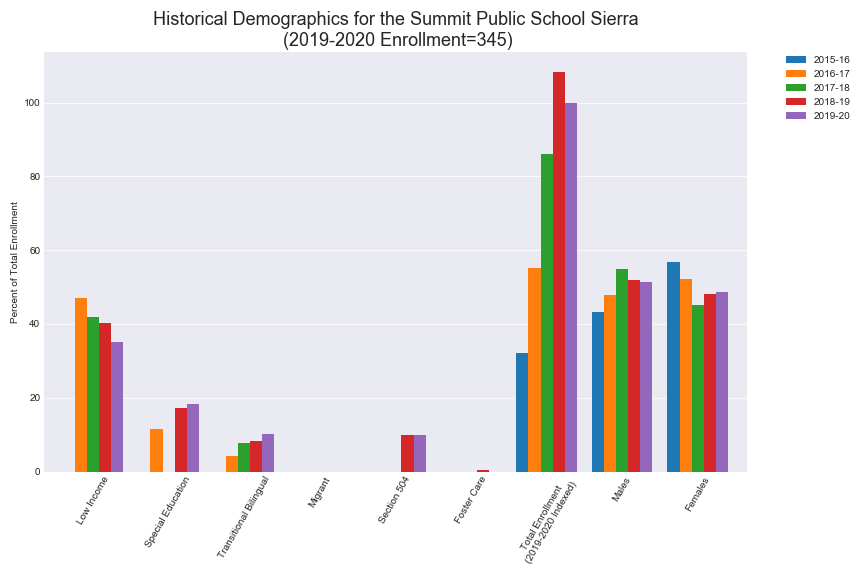 Historical Demographics for the Summit Public School Sierra
(2019-2020 Enrollment=345)
2015-16
2016-17
2017-18
2018-19
2019-20
Percent of Total Enrollment
100
80
60
40
20
0
Low Income
Special Education
Transitional Bilingual
Migrant
Section 504
Foster Care
Total Enrollment
(2019-2020 Indexed)
Males
Females